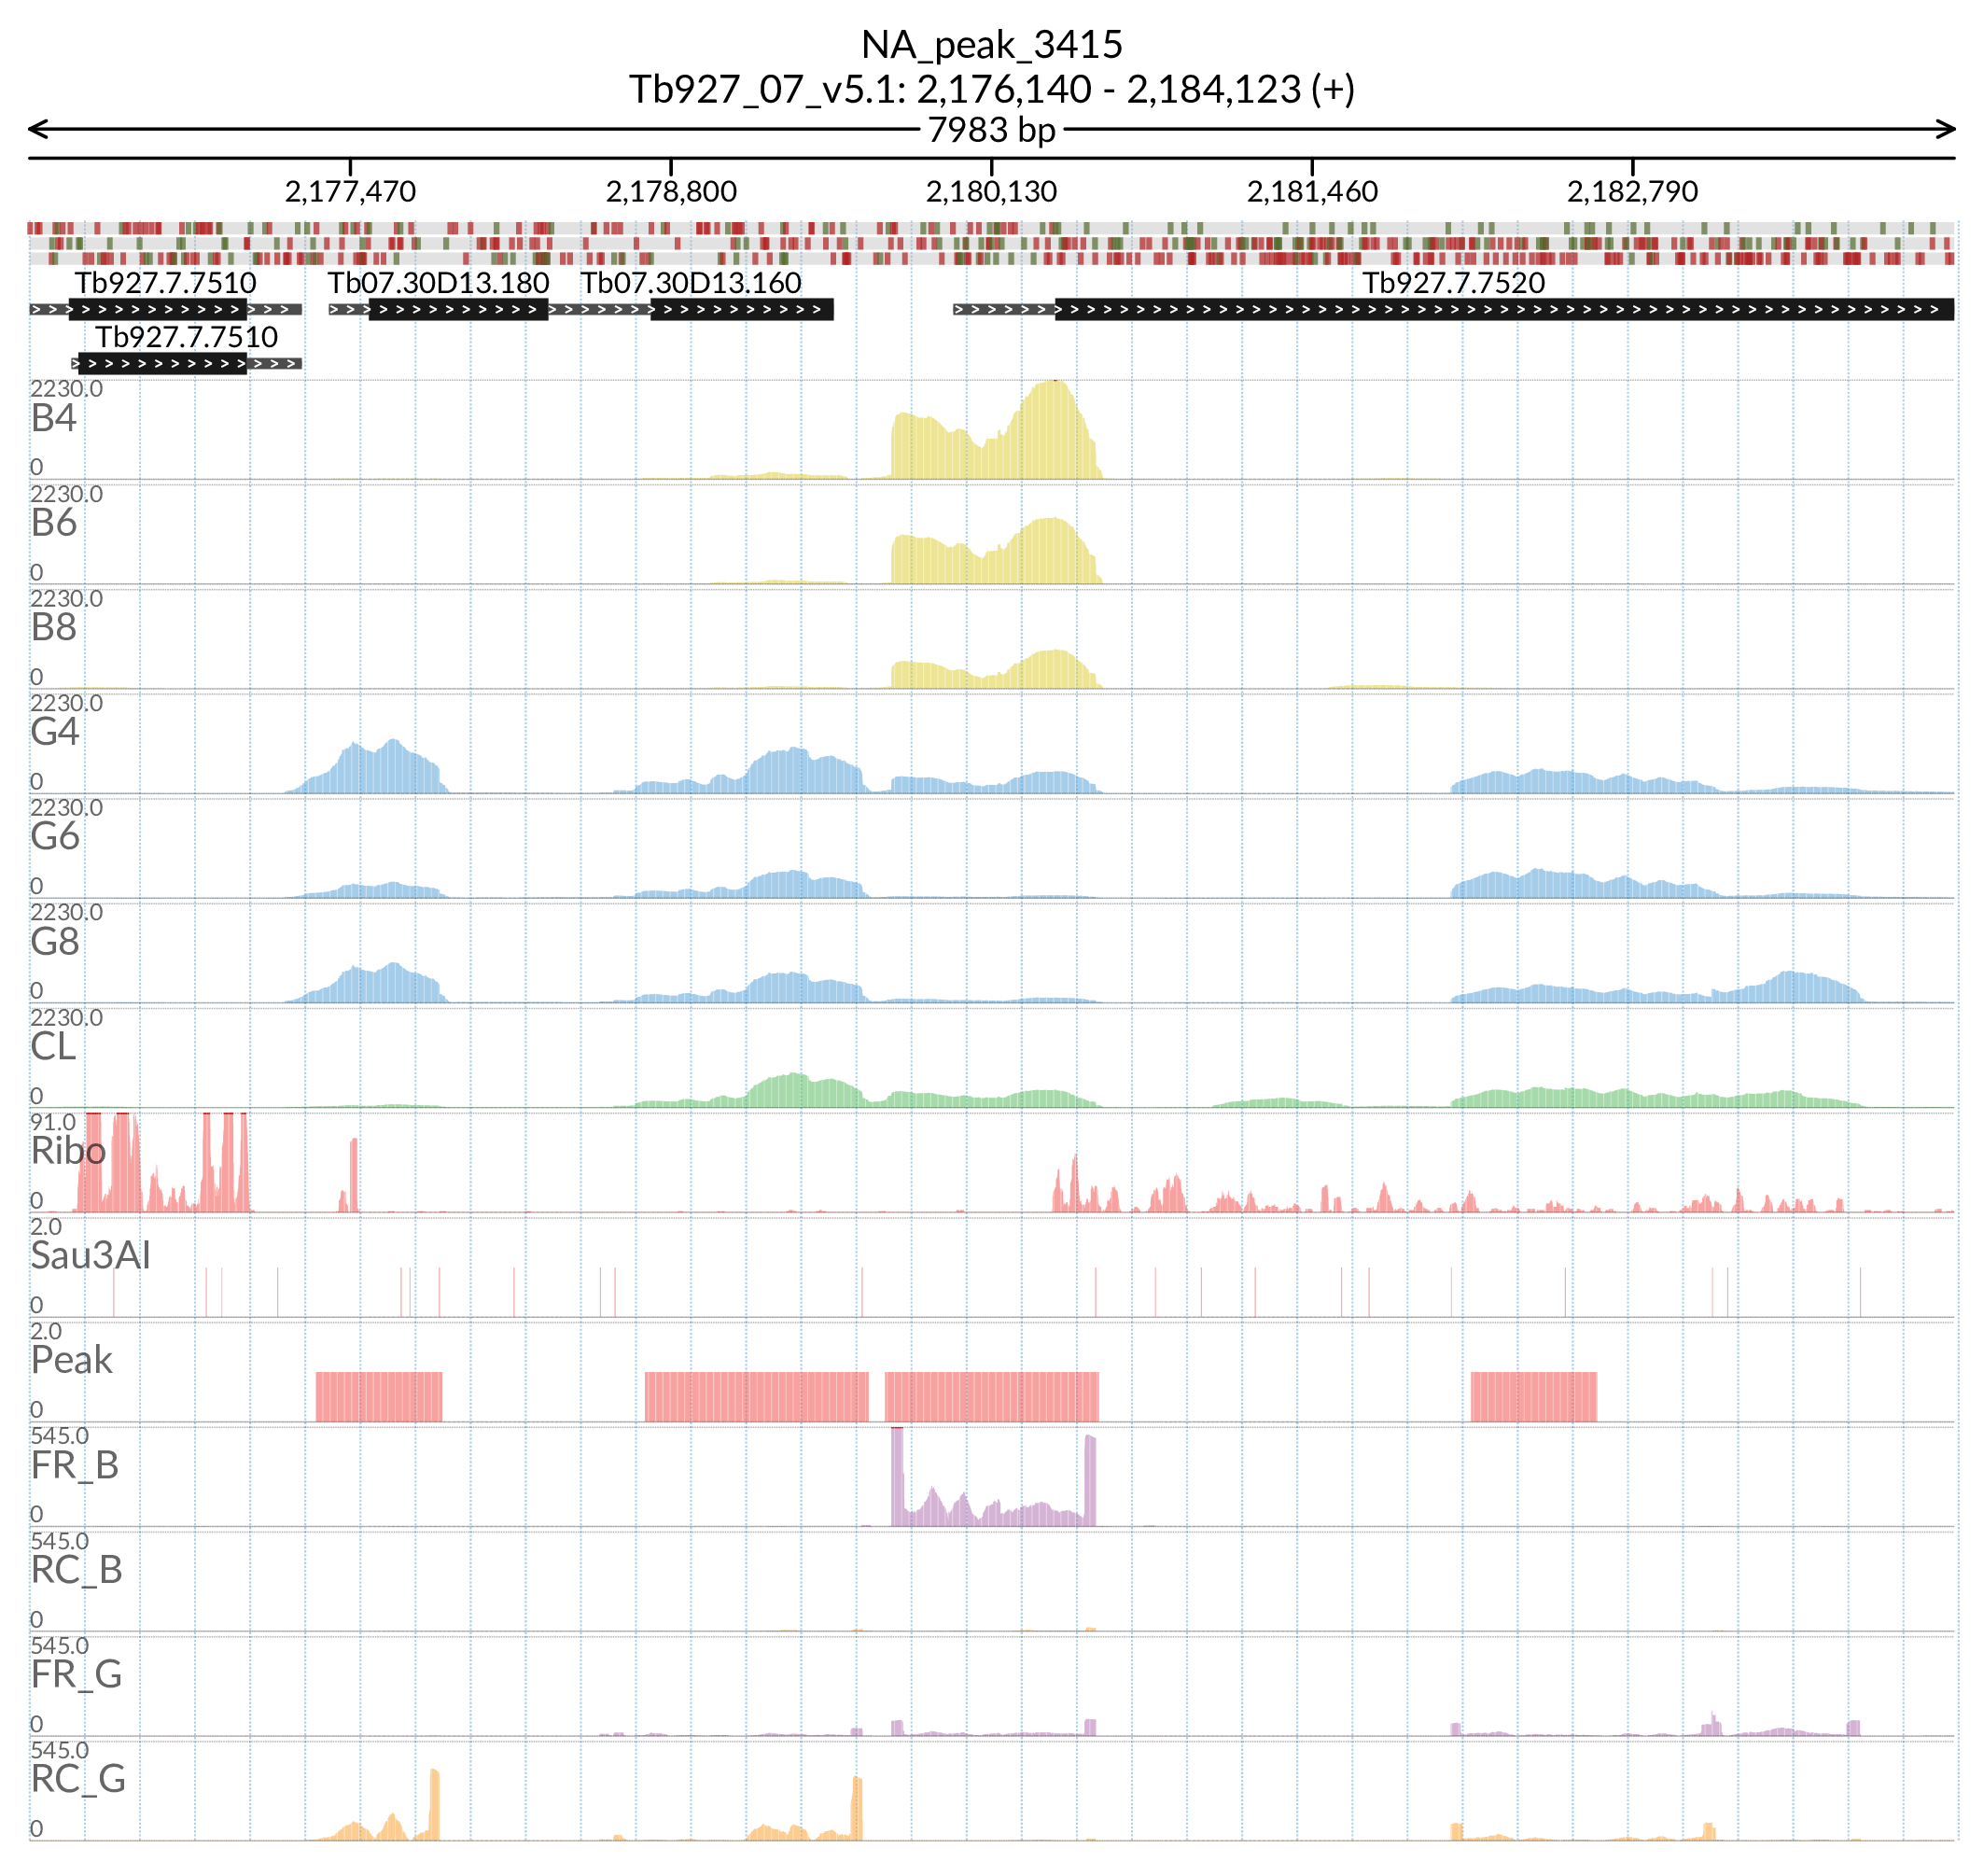 NA_peak_3415
Tb927_07_v5.1: 2,176,140 - 2,184,123 (+)
7983 bp
2,177,470 2,178,800 2,180,130 2,181,460 2,182,790
Tb927.7.7510 Tb07.30D13.180 Tb07.30D13.160 Tb927.7.7520
Tb927.7.7510
2230.0
B4
0
2230.0
B6
0
2230.0
B8
0
2230.0
G4
0
2230.0
G6
0
2230.0
G8
0
2230.0
CL
0
91.0
Ribo
0
2.0
Sau3AI
0
2.0
Peak
0
545.0
FR_B
0
545.0
RC_B
0
545.0
FR_G
0
545.0
RC_G
0